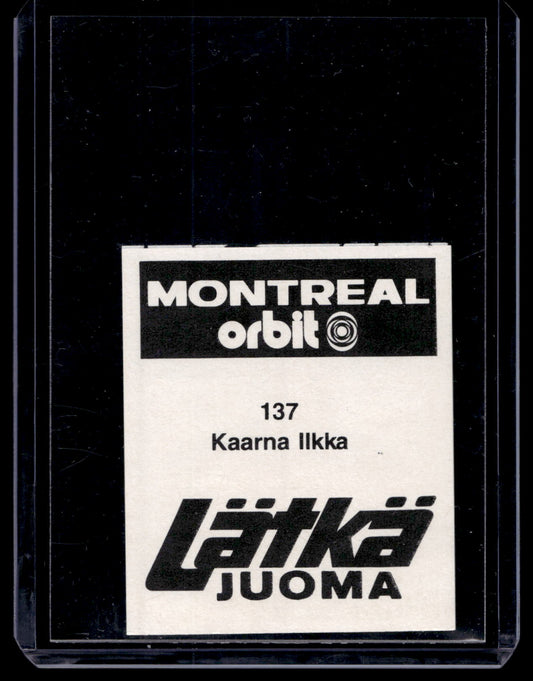 MONTREAL
orbit
137
Kaarna Ilkka
Lätkä
JUOMA